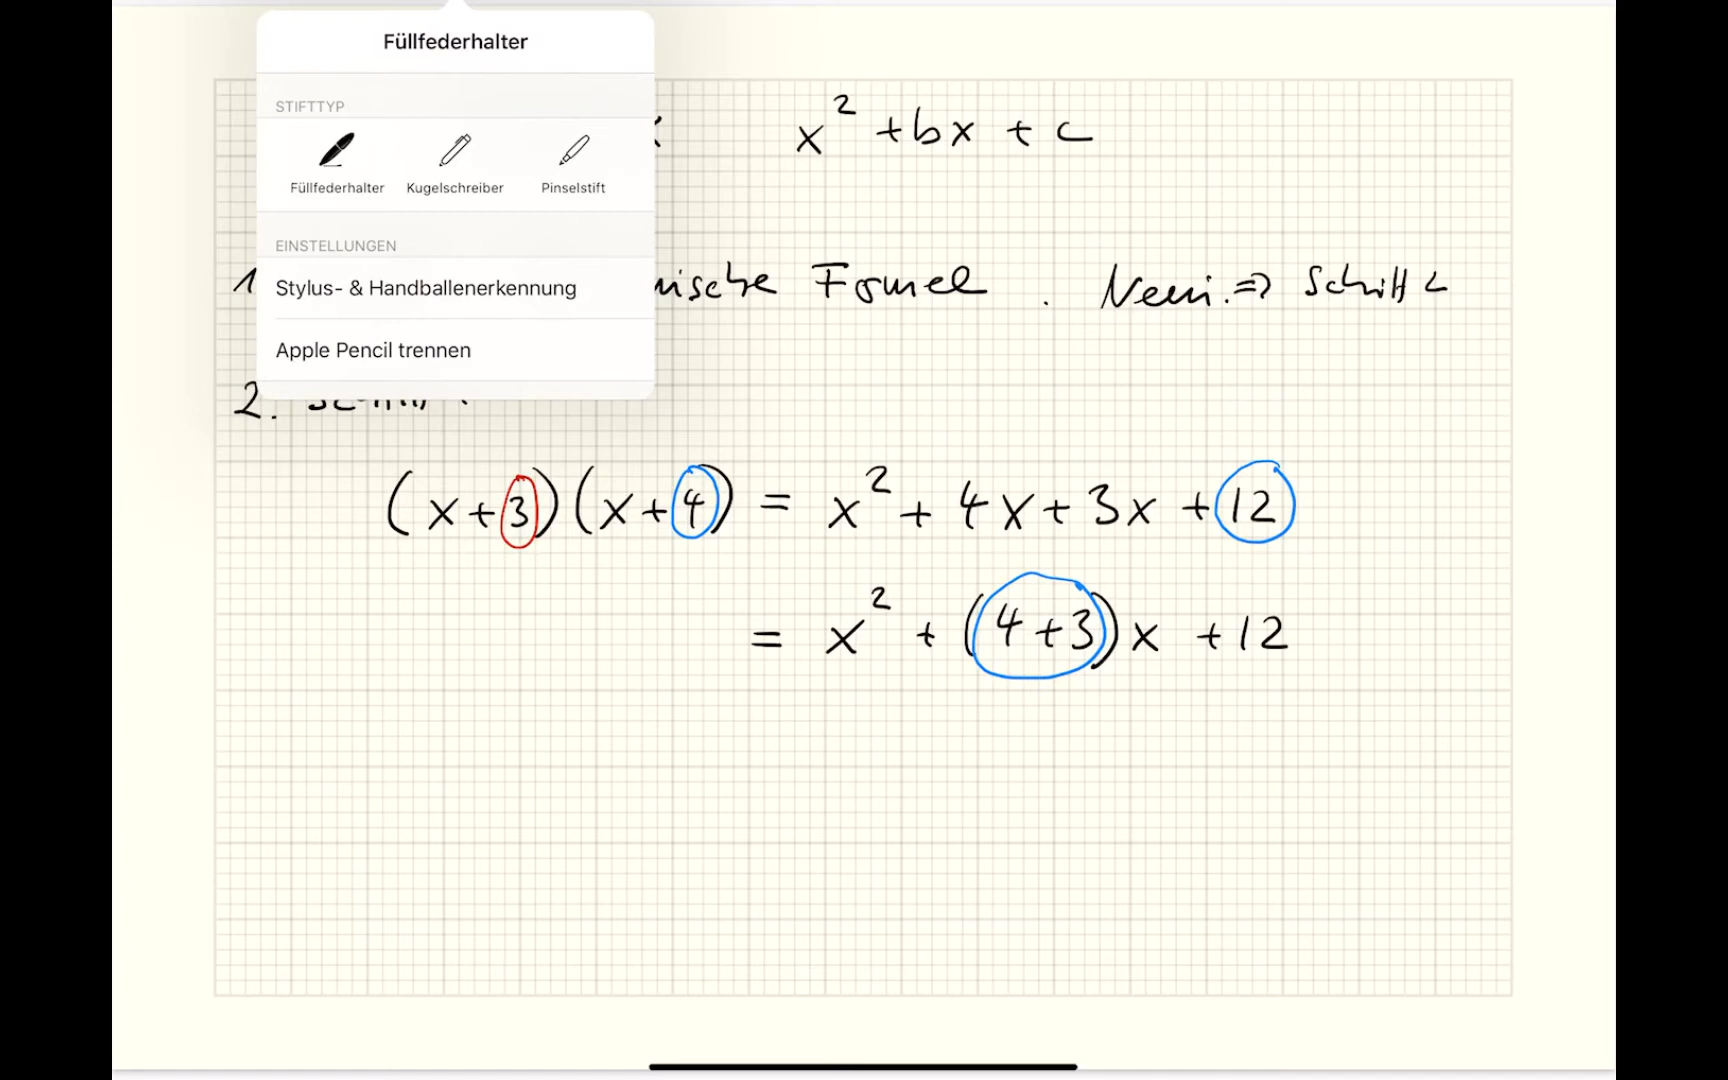 Füllfederhalter
STIFTTYP
Füllfederhalter Kugelschreiber Pinselstift
EINSTELLUNGEN
Stylus- & Handballenerkennung
Apple Pencil trennen
x² + bx + c
1 nische Formel. Nein. => Schritt 2
2.
(x+3)(x+4) = x² + 4x + 3x + 12
= x² + (4+3)x + 12